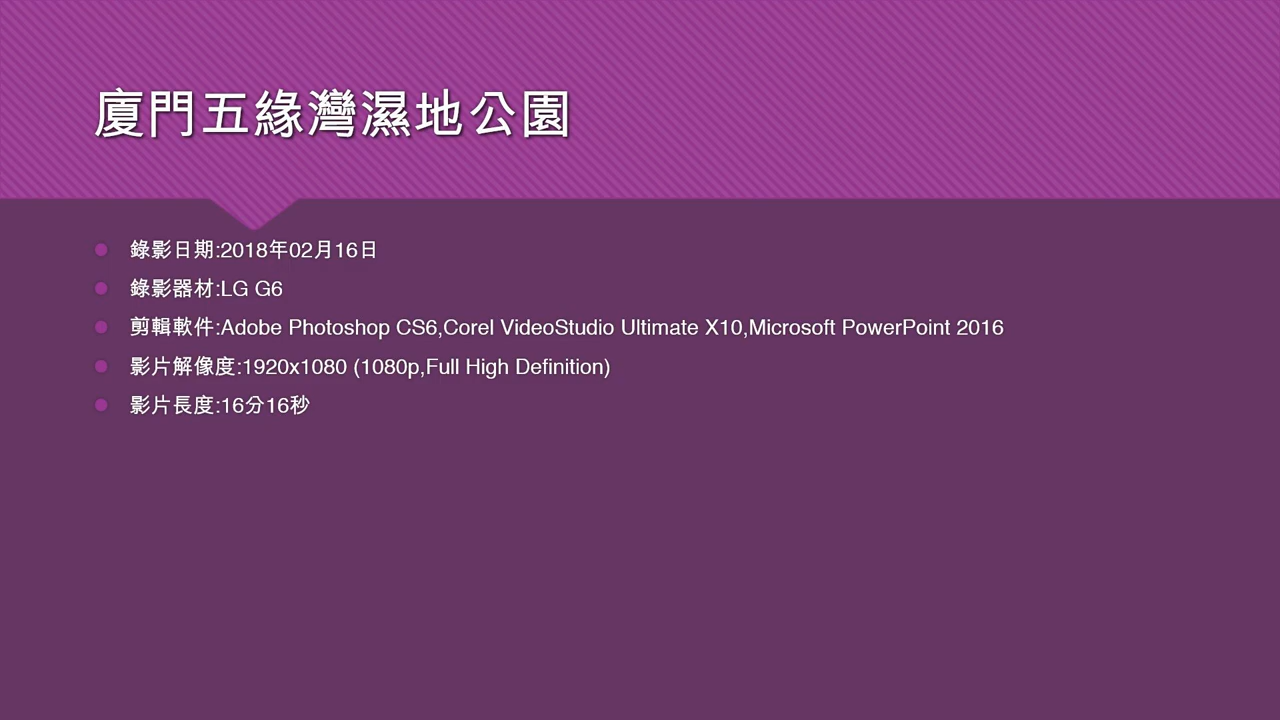 廈門五緣灣濕地公園
錄影日期:2018年02月16日
錄影器材:LG G6
剪輯軟件:Adobe Photoshop CS6,Corel VideoStudio Ultimate X10,Microsoft PowerPoint 2016
影片解像度:1920x1080 (1080p,Full High Definition)
影片長度:16分16秒